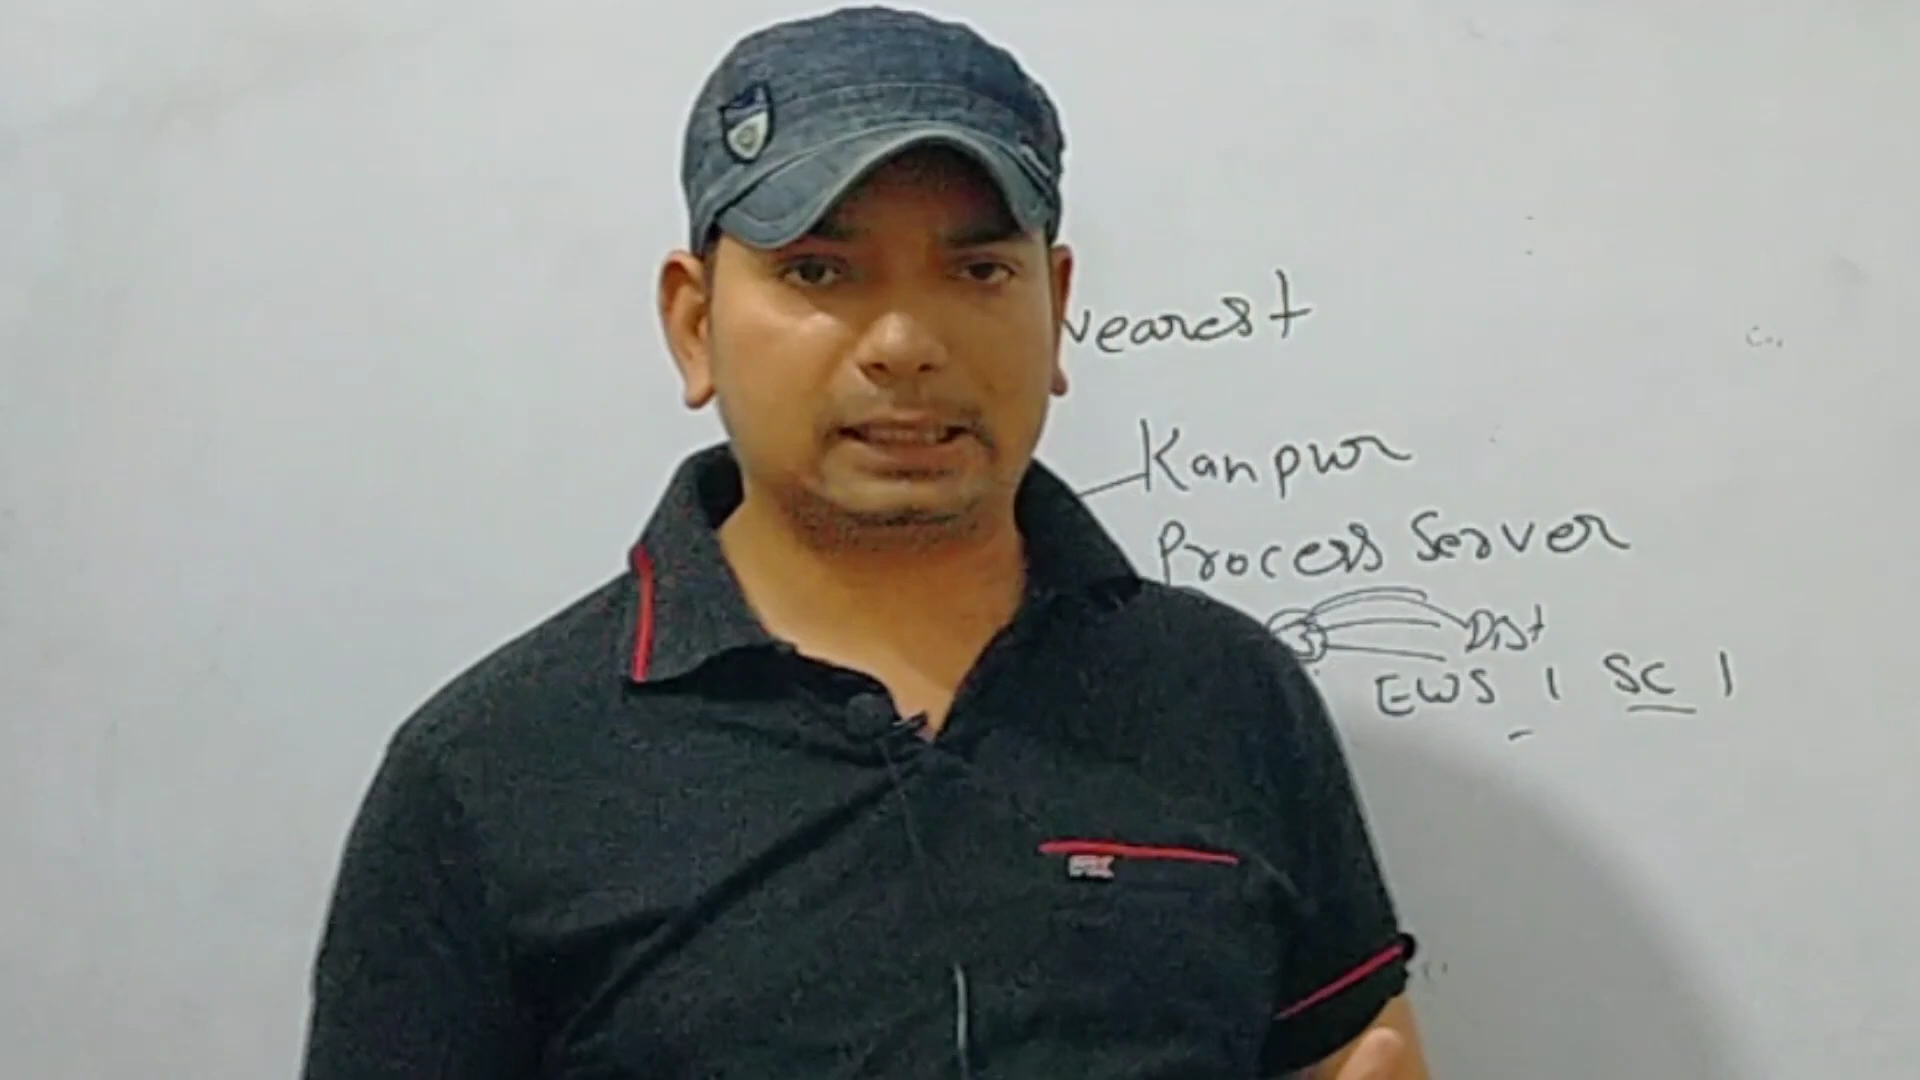 Nearest
Kanpur
Process Server
Dist
EWS 1 SC 1